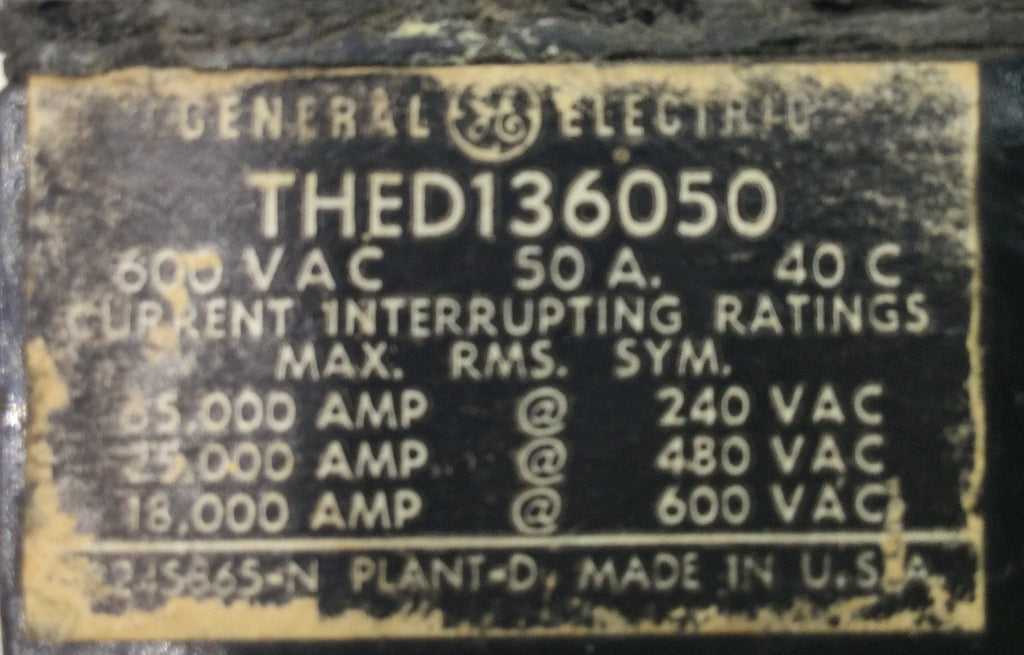 GENERAL GE ELECTRIC
THED136050
600 VAC 50 A. 40 C
CURRENT INTERRUPTING RATINGS
MAX. RMS. SYM.
65,000 AMP @ 240 VAC
25,000 AMP @ 480 VAC
18,000 AMP @ 600 VAC
PLANT-D, MADE IN U.S.A.